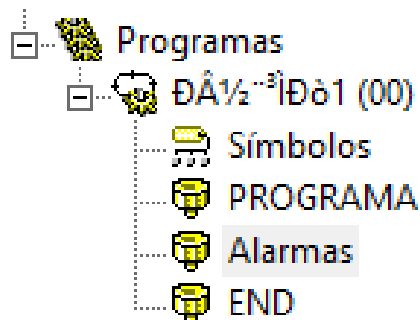 Programas
ÐÂ½¨³ÌÐò1 (00)
Símbolos
PROGRAMA
Alarmas
END